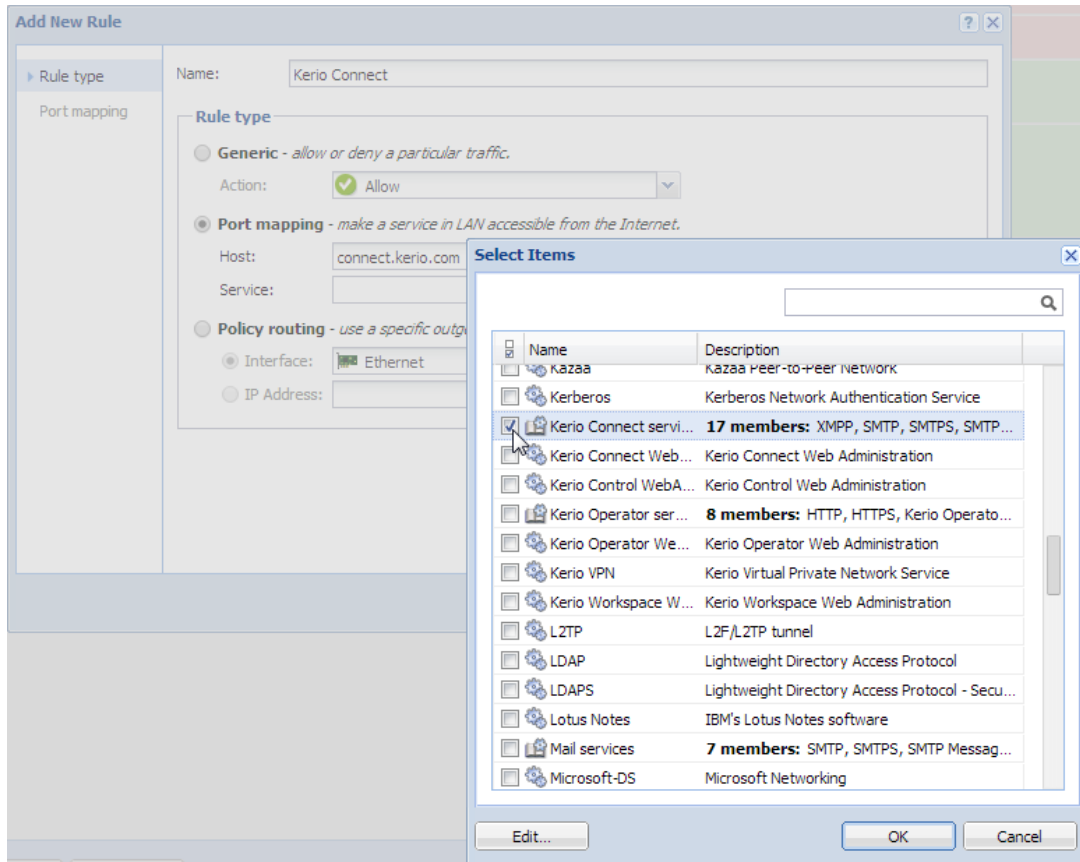 Add New Rule
Rule type
Port mapping
Name: Kerio Connect
Rule type
Generic - allow or deny a particular traffic.
Action: Allow
Port mapping - make a service in LAN accessible from the Internet.
Host: connect.kerio.com
Service:
Policy routing - use a specific outg
Interface: Ethernet
IP Address:
Select Items
Name Description
Kazaa Kazaa Peer-to-Peer Network
Kerberos Kerberos Network Authentication Service
Kerio Connect servi... 17 members: XMPP, SMTP, SMTPS, SMTP...
Kerio Connect Web... Kerio Connect Web Administration
Kerio Control WebA... Kerio Control Web Administration
Kerio Operator ser... 8 members: HTTP, HTTPS, Kerio Operato...
Kerio Operator We... Kerio Operator Web Administration
Kerio VPN Kerio Virtual Private Network Service
Kerio Workspace W... Kerio Workspace Web Administration
L2TP L2F/L2TP tunnel
LDAP Lightweight Directory Access Protocol
LDAPS Lightweight Directory Access Protocol - Secu...
Lotus Notes IBM's Lotus Notes software
Mail services 7 members: SMTP, SMTPS, SMTP Messag...
Microsoft-DS Microsoft Networking
Edit... OK Cancel